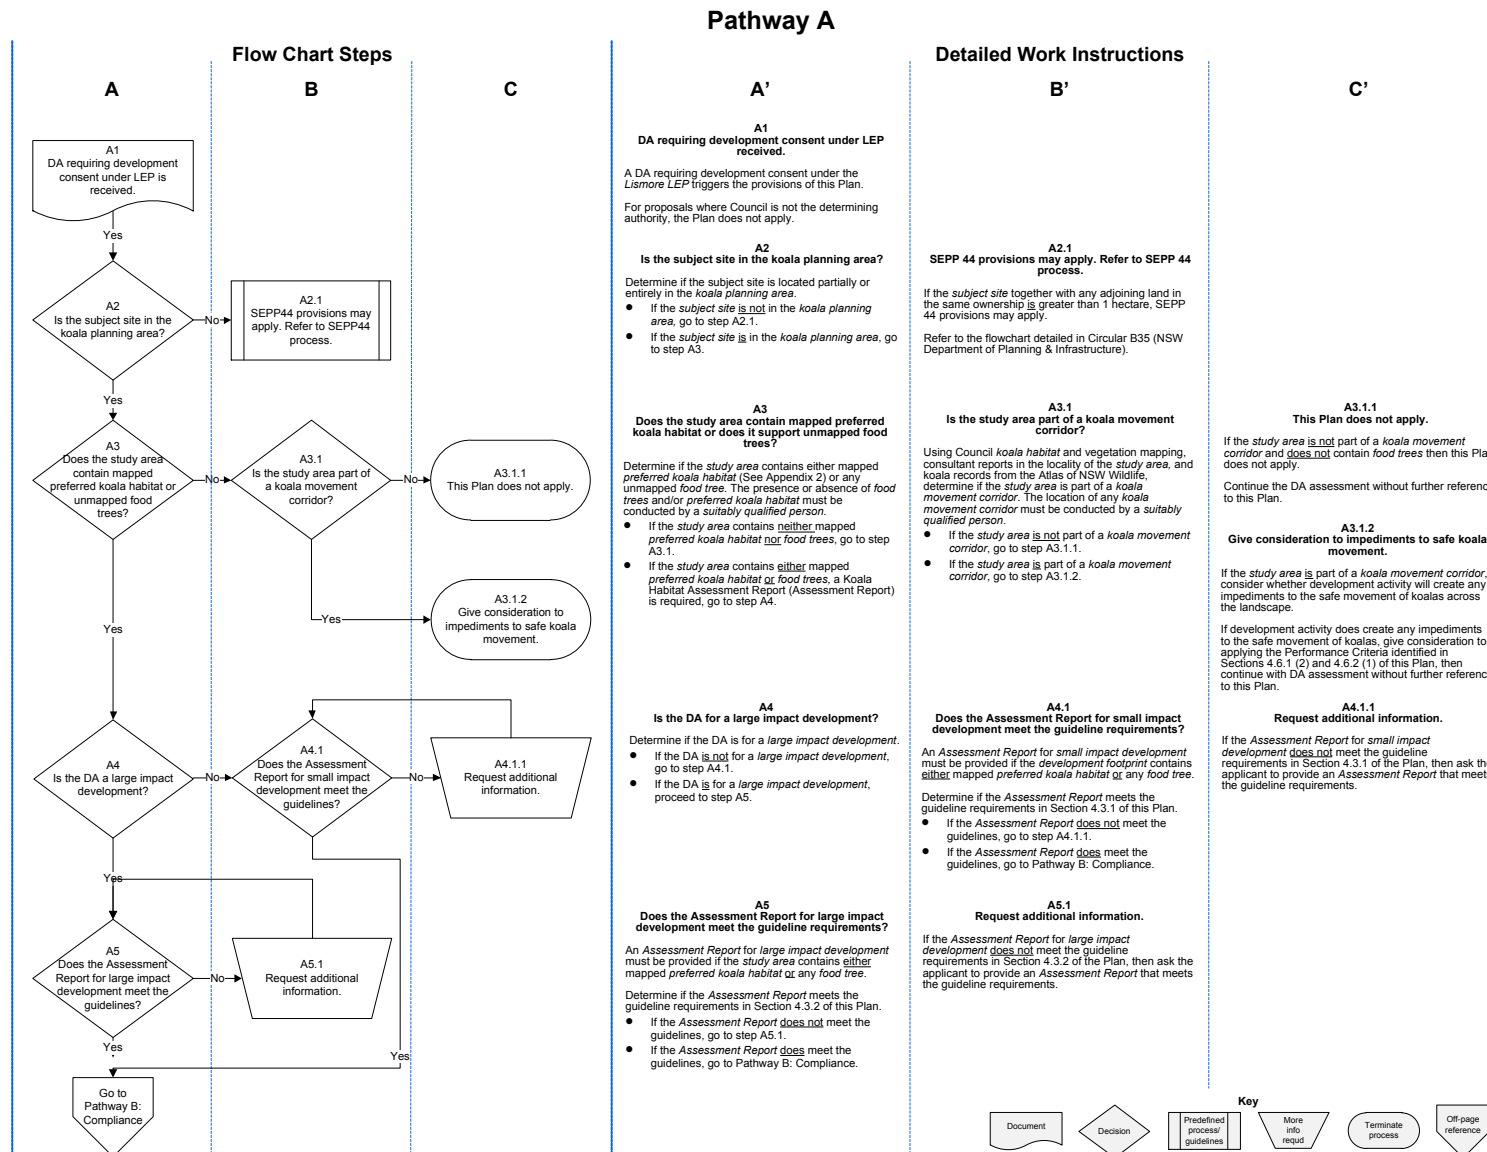 Pathway A
Flow Chart Steps
A
B
C
A1
DA requiring development
consent under LEP is
received.
Yes
A2
Is the subject site in the
koala planning area?
No
A2.1
SEPP44 provisions may
apply. Refer to SEPP44
process.
Yes
A3
Does the study area
contain mapped
preferred koala habitat or
unmapped food
trees?
No
A3.1
Is the study area part of
a koala movement
corridor?
No
A3.1.1
This Plan does not apply.
Yes
A3.1.2
Give consideration to
impediments to safe koala
movement.
Yes
A4
Is the DA a large impact
development?
No
A4.1
Does the Assessment
Report for small impact
development meet the
guidelines?
No
A4.1.1
Request additional
information.
Yes
A5
Does the Assessment
Report for large impact
development meet the
guidelines?
No
A5.1
Request additional
information.
Yes
Yes
Go to
Pathway B:
Compliance
Detailed Work Instructions
A'
B'
C'
A1
DA requiring development consent under LEP
received.
A DA requiring development consent under the
Lismore LEP triggers the provisions of this Plan.
For proposals where Council is not the determining
authority, the Plan does not apply.
A2
Is the subject site in the koala planning area?
Determine if the subject site is located partially or
entirely in the koala planning area.
● If the subject site is not in the koala planning
area, go to step A2.1.
● If the subject site is in the koala planning area, go
to step A3.
A2.1
SEPP 44 provisions may apply. Refer to SEPP 44
process.
If the subject site together with any adjoining land in
the same ownership is greater than 1 hectare, SEPP
44 provisions may apply.
Refer to the flowchart detailed in Circular B35 (NSW
Department of Planning & Infrastructure).
A3
Does the study area contain mapped preferred
koala habitat or does it support unmapped food
trees?
Determine if the study area contains either mapped
preferred koala habitat (See Appendix 2) or any
unmapped food tree. The presence or absence of food
trees and/or preferred koala habitat must be
conducted by a suitably qualified person.
● If the study area contains neither mapped
preferred koala habitat nor food trees, go to step
A3.1.
● If the study area contains either mapped
preferred koala habitat or food trees, a Koala
Habitat Assessment Report (Assessment Report)
is required, go to step A4.
A3.1
Is the study area part of a koala movement
corridor?
Using Council koala habitat and vegetation mapping,
consultant reports in the locality of the study area, and
koala records from the Atlas of NSW Wildlife,
determine if the study area is part of a koala
movement corridor. The location of any koala
movement corridor must be conducted by a suitably
qualified person.
● If the study area is not part of a koala movement
corridor, go to step A3.1.1.
● If the study area is part of a koala movement
corridor, go to step A3.1.2.
A3.1.1
This Plan does not apply.
If the study area is not part of a koala movement
corridor and does not contain food trees then this Pla
does not apply.
Continue the DA assessment without further referenc
to this Plan.
A3.1.2
Give consideration to impediments to safe koala
movement.
If the study area is part of a koala movement corridor,
consider whether development activity will create any
impediments to the safe movement of koalas across
the landscape.
If development activity does create any impediments
to the safe movement of koalas, give consideration to
applying the Performance Criteria identified in
Sections 4.6.1 (2) and 4.6.2 (1) of this Plan, then
continue with DA assessment without further referenc
to this Plan.
A4
Is the DA for a large impact development?
Determine if the DA is for a large impact development.
● If the DA is not for a large impact development,
go to step A4.1.
● If the DA is for a large impact development,
proceed to step A5.
A4.1
Does the Assessment Report for small impact
development meet the guideline requirements?
An Assessment Report for small impact development
must be provided if the development footprint contains
either mapped preferred koala habitat or any food tree.
Determine if the Assessment Report meets the
guideline requirements in Section 4.3.1 of this Plan.
● If the Assessment Report does not meet the
guidelines, go to step A4.1.1.
● If the Assessment Report does meet the
guidelines, go to Pathway B: Compliance.
A4.1.1
Request additional information.
If the Assessment Report for small impact
development does not meet the guideline
requirements in Section 4.3.1 of the Plan, then ask the
applicant to provide an Assessment Report that meets
the guideline requirements.
A5
Does the Assessment Report for large impact
development meet the guideline requirements?
An Assessment Report for large impact development
must be provided if the study area contains either
mapped preferred koala habitat or any food tree.
Determine if the Assessment Report meets the
guideline requirements in Section 4.3.2 of this Plan.
● If the Assessment Report does not meet the
guidelines, go to step A5.1.
● If the Assessment Report does meet the
guidelines, go to Pathway B: Compliance.
A5.1
Request additional information.
If the Assessment Report for large impact
development does not meet the guideline
requirements in Section 4.3.2 of the Plan, then ask the
applicant to provide an Assessment Report that meets
the guideline requirements.
Key
Document
Decision
Predefined
process/
guidelines
More
info
requd
Terminate
process
Off-page
reference